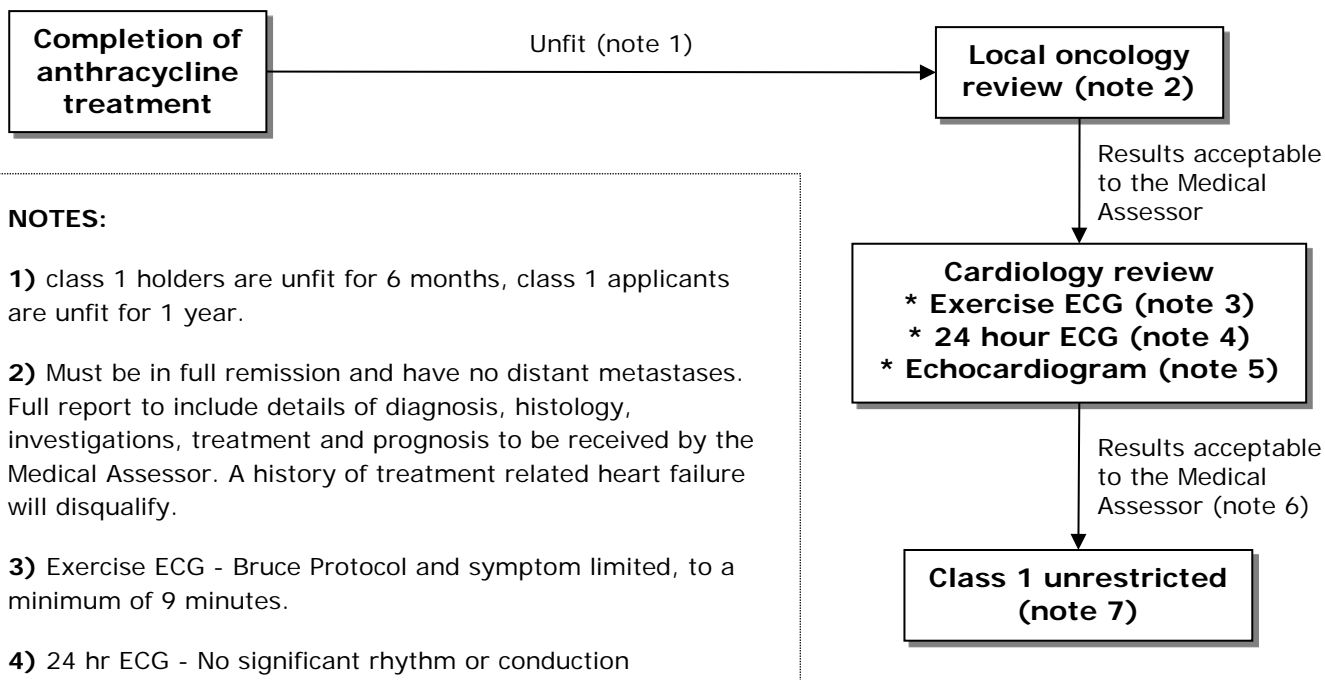 Completion of
anthracycline
treatment
Unfit (note 1)
Local oncology
review (note 2)
Results acceptable
to the Medical
Assessor
Cardiology review
* Exercise ECG (note 3)
* 24 hour ECG (note 4)
* Echocardiogram (note 5)
Results acceptable
to the Medical
Assessor (note 6)
Class 1 unrestricted
(note 7)
NOTES:
1) class 1 holders are unfit for 6 months, class 1 applicants
are unfit for 1 year.
2) Must be in full remission and have no distant metastases.
Full report to include details of diagnosis, histology,
investigations, treatment and prognosis to be received by the
Medical Assessor. A history of treatment related heart failure
will disqualify.
3) Exercise ECG - Bruce Protocol and symptom limited, to a
minimum of 9 minutes.
4) 24 hr ECG - No significant rhythm or conduction